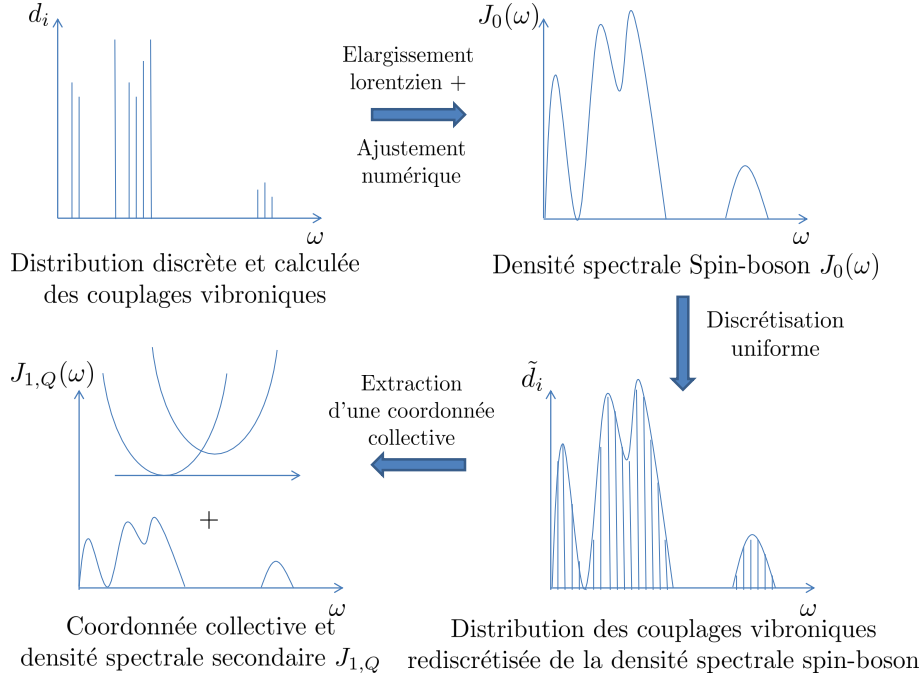 d_i
ω
Distribution discrète et calculée
des couplages vibroniques
Elargissement
lorentzien +
Ajustement
numérique
J_0(ω)
ω
Densité spectrale Spin-boson J_0(ω)
Discrétisation
uniforme
d̃_i
ω
Distribution des couplages vibroniques
rediscrétisée de la densité spectrale spin-boson
Extraction
d'une coordonnée
collective
J_{1,Q}(ω)
+
ω
Coordonnée collective et
densité spectrale secondaire J_{1,Q}